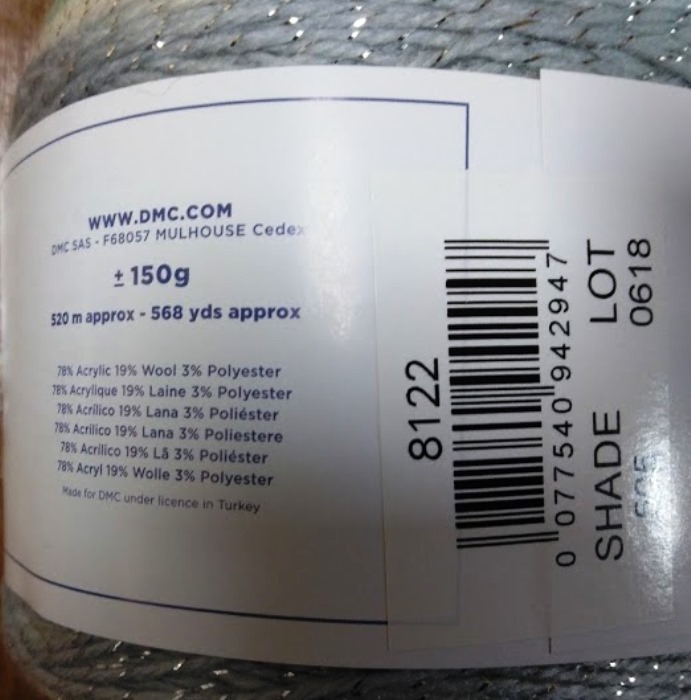 WWW.DMC.COM
DMC SAS - F68057 MULHOUSE Cedex
± 150g
520 m approx - 568 yds approx
78% Acrylic 19% Wool 3% Polyester
78% Acrylique 19% Laine 3% Polyester
78% Acrílico 19% Lana 3% Poliéster
78% Acrilico 19% Lana 3% Poliestere
78% Acrílico 19% Lã 3% Poliéster
78% Acryl 19% Wolle 3% Polyester
Made for DMC under licence in Turkey
8122
0 077540 942947
SHADE LOT
0618